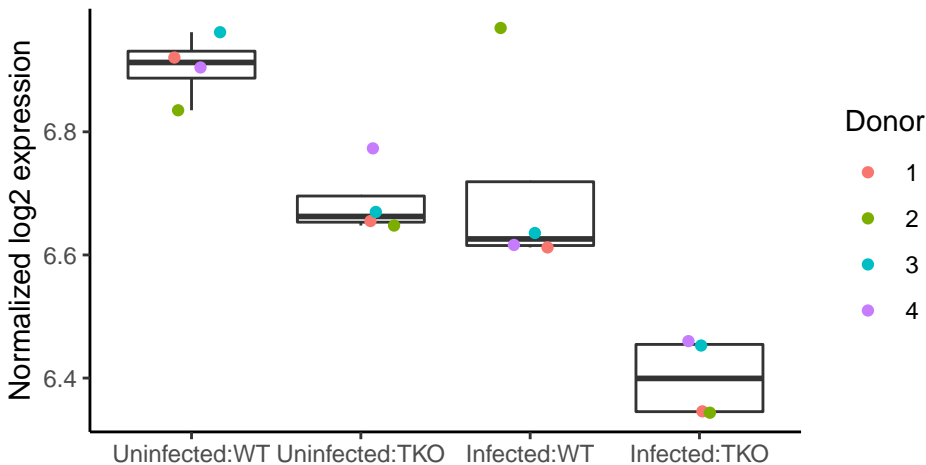 Normalized log2 expression
6.8
6.6
6.4
Uninfected:WT Uninfected:TKO Infected:WT Infected:TKO
Donor
1
2
3
4